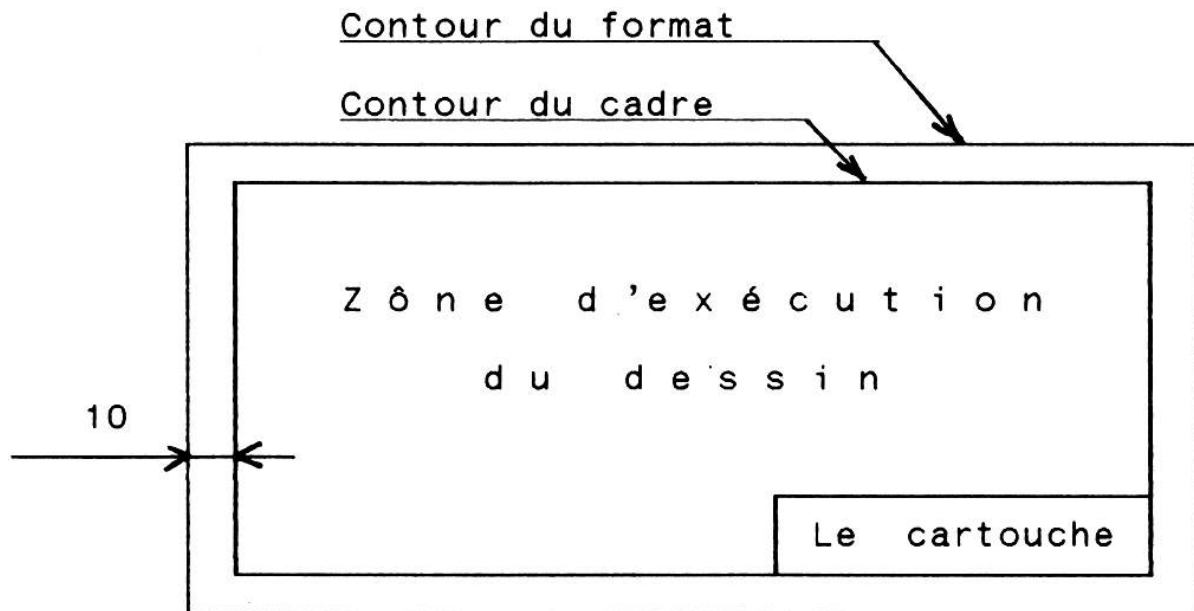 Contour du format
Contour du cadre
Zône d'exécution
du dessin
10
Le cartouche